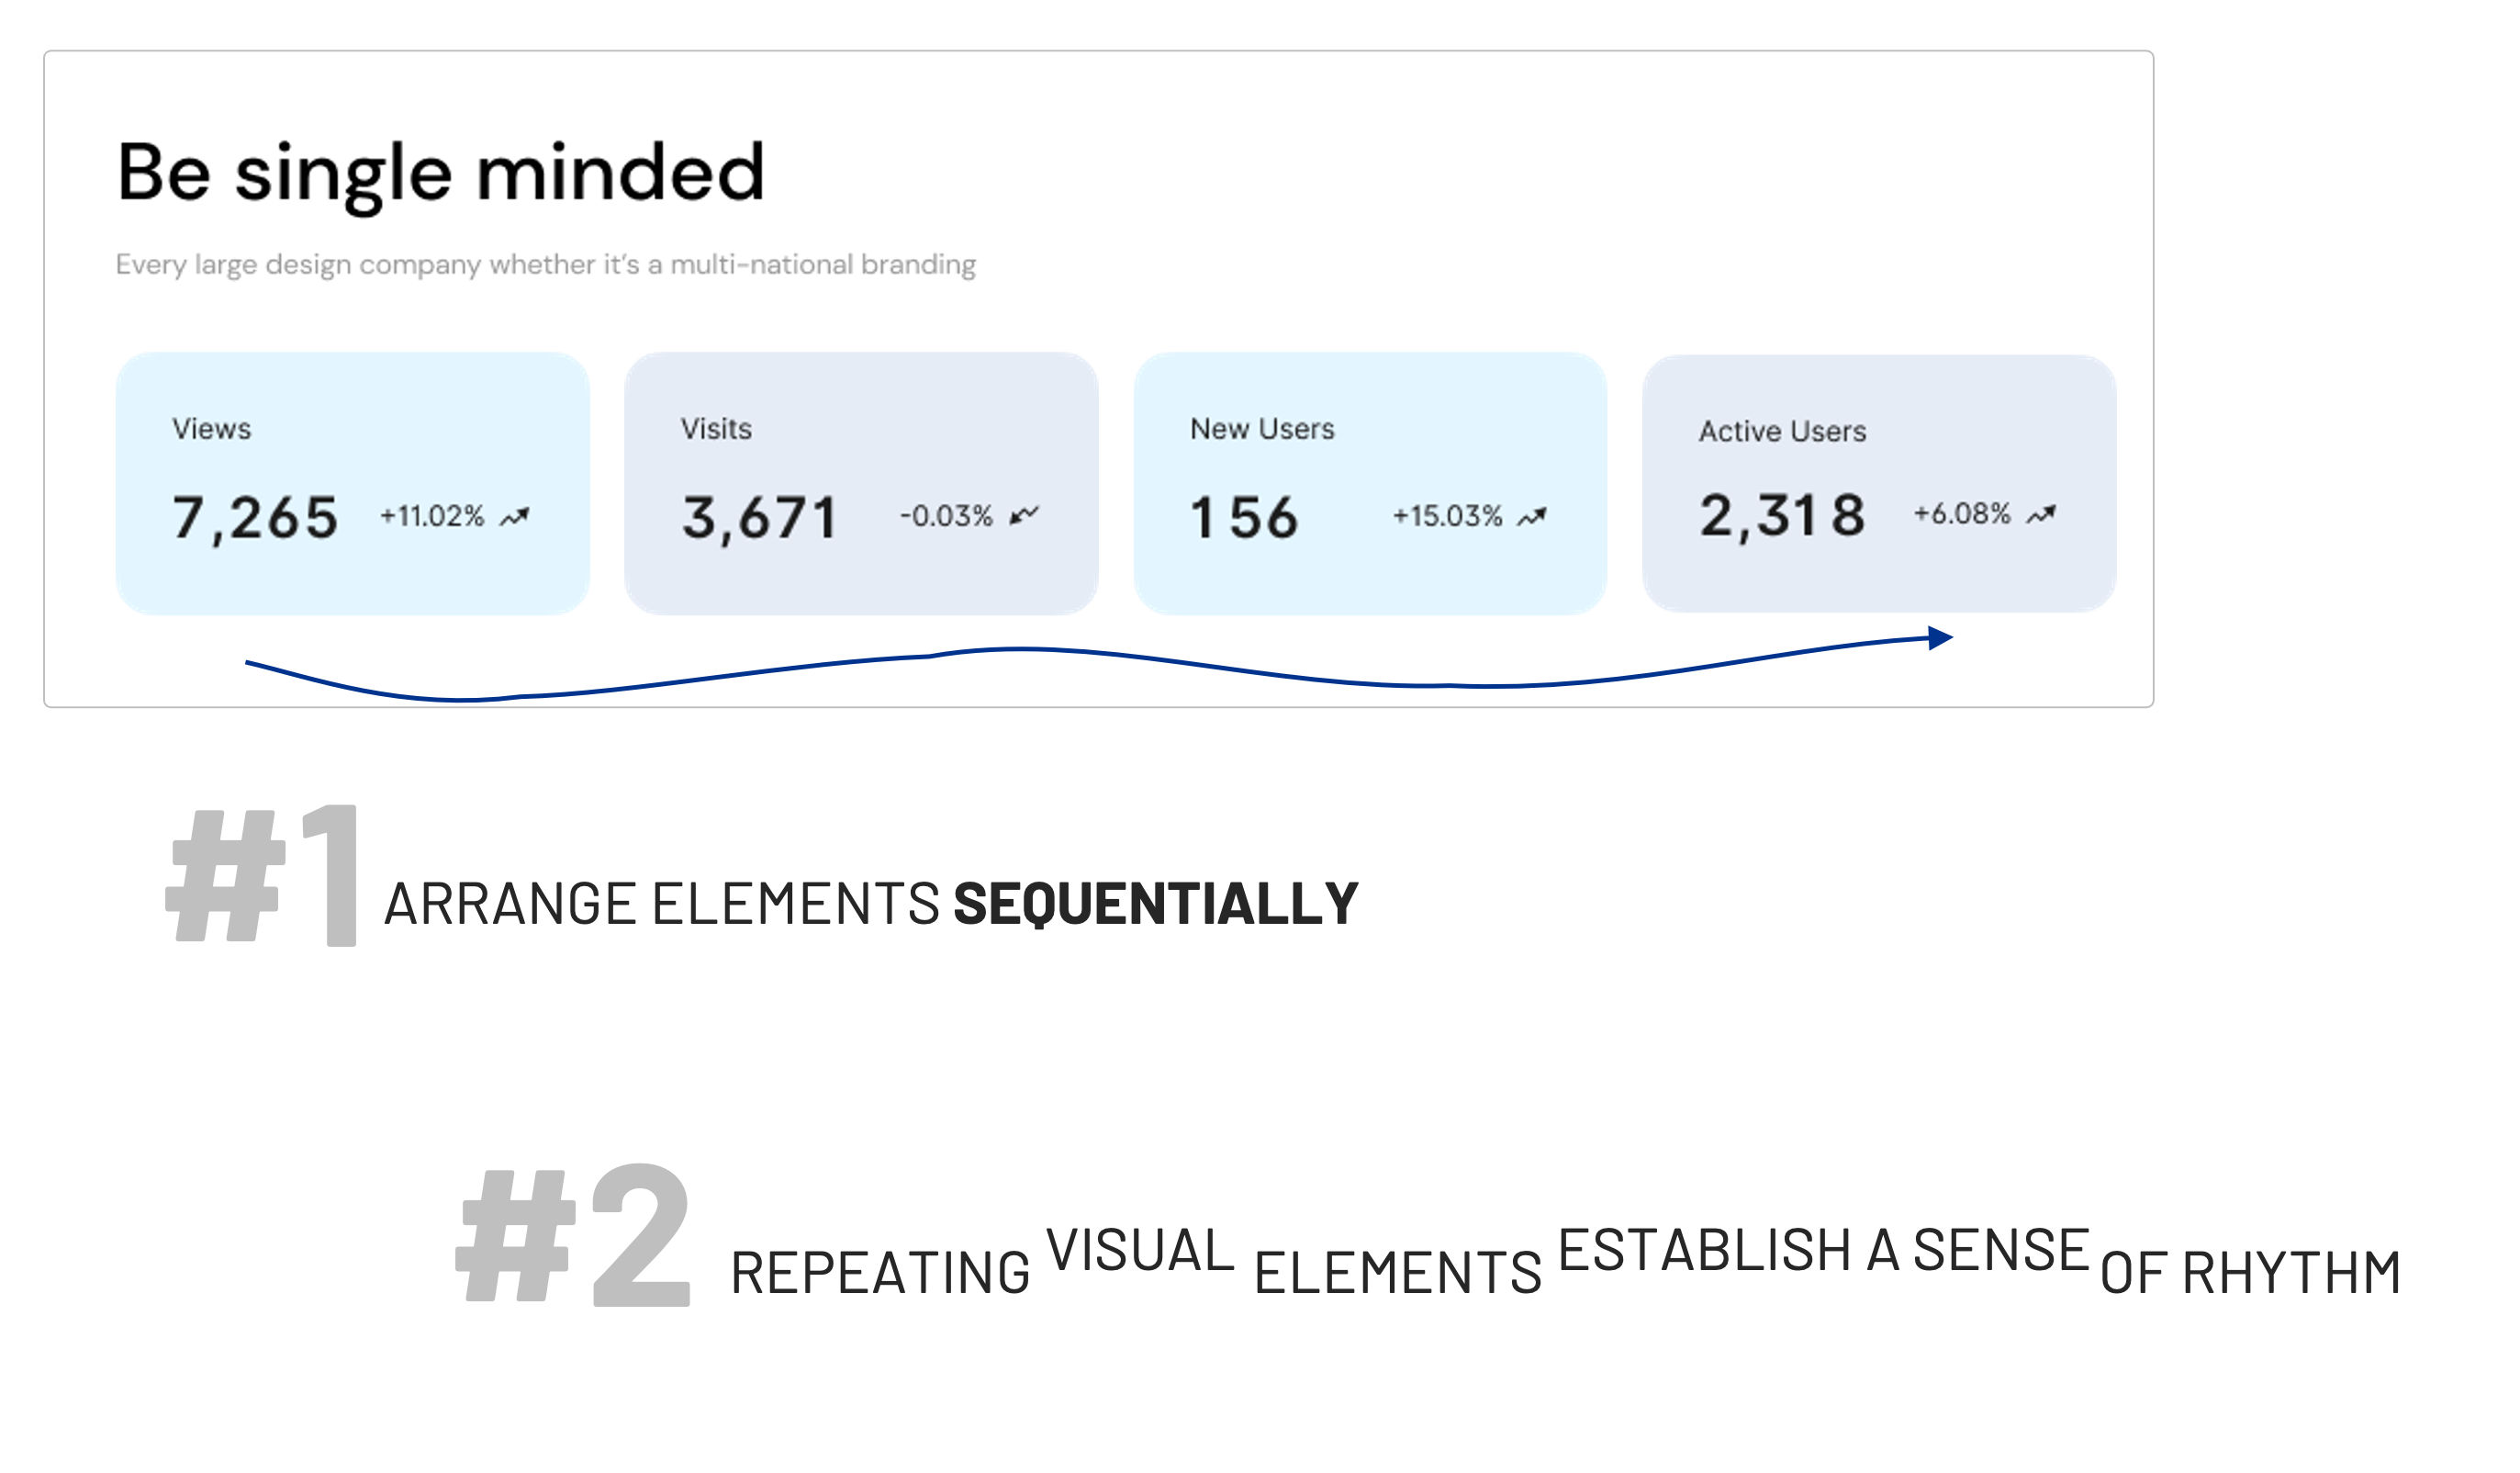 Be single minded
Every large design company whether it's a multi-national branding
Views
7,265 +11.02%
Visits
3,671 -0.03%
New Users
156 +15.03%
Active Users
2,318 +6.08%
#1 ARRANGE ELEMENTS SEQUENTIALLY
#2 REPEATING VISUAL ELEMENTS ESTABLISH A SENSE OF RHYTHM